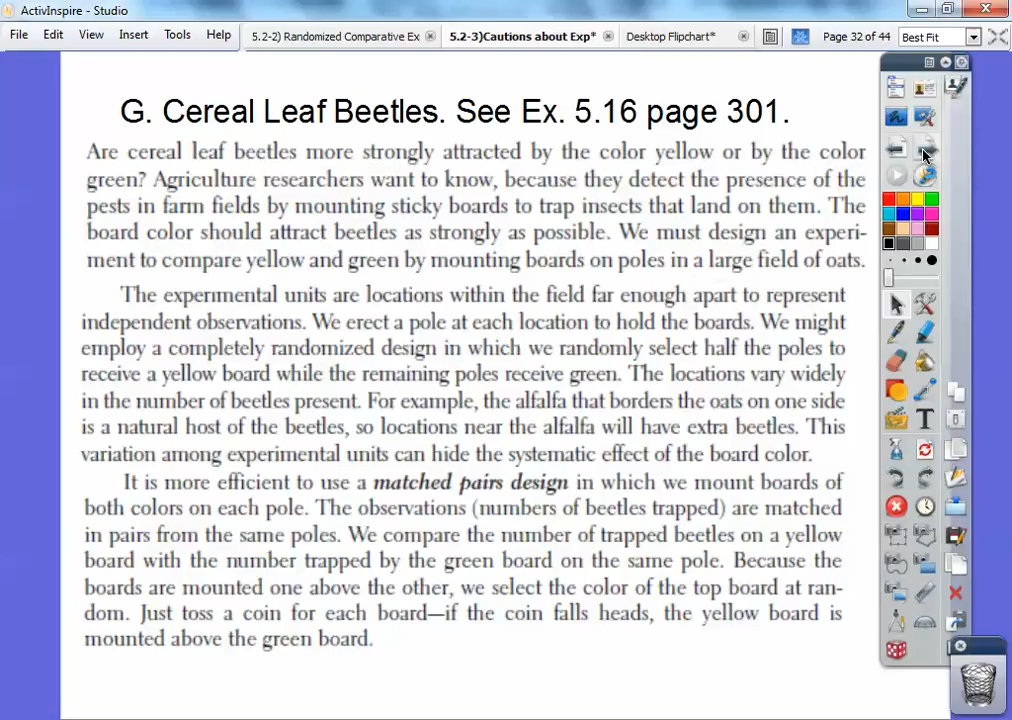 ActivInspire - Studio
File Edit View Insert Tools Help
5.2-2) Randomized Comparative Ex
5.2-3)Cautions about Exp*
Desktop Flipchart*
Page 32 of 44
Best Fit
G. Cereal Leaf Beetles. See Ex. 5.16 page 301.
Are cereal leaf beetles more strongly attracted by the color yellow or by the color
green? Agriculture researchers want to know, because they detect the presence of the
pests in farm fields by mounting sticky boards to trap insects that land on them. The
board color should attract beetles as strongly as possible. We must design an experi-
ment to compare yellow and green by mounting boards on poles in a large field of oats.
The experimental units are locations within the field far enough apart to represent
independent observations. We erect a pole at each location to hold the boards. We might
employ a completely randomized design in which we randomly select half the poles to
receive a yellow board while the remaining poles receive green. The locations vary widely
in the number of beetles present. For example, the alfalfa that borders the oats on one side
is a natural host of the beetles, so locations near the alfalfa will have extra beetles. This
variation among experimental units can hide the systematic effect of the board color.
It is more efficient to use a matched pairs design in which we mount boards of
both colors on each pole. The observations (numbers of beetles trapped) are matched
in pairs from the same poles. We compare the number of trapped beetles on a yellow
board with the number trapped by the green board on the same pole. Because the
boards are mounted one above the other, we select the color of the top board at ran-
dom. Just toss a coin for each board—if the coin falls heads, the yellow board is
mounted above the green board.